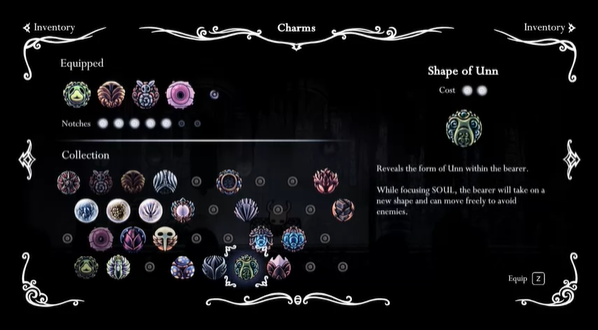 Inventory
Charms
Inventory
Equipped
Notches
Collection
Shape of Unn
Cost
Reveals the form of Unn within the bearer.
While focusing SOUL, the bearer will take on a
new shape and can move freely to avoid
enemies.
Equip Z